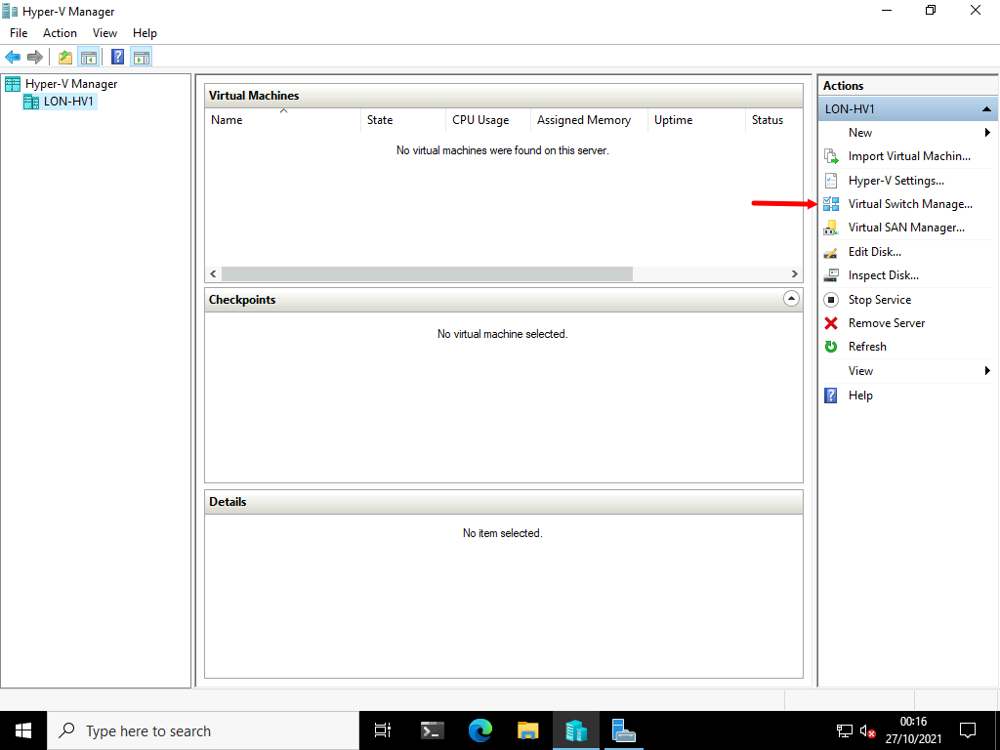 Hyper-V Manager
File Action View Help
Hyper-V Manager
LON-HV1
Virtual Machines
Name State CPU Usage Assigned Memory Uptime Status
No virtual machines were found on this server.
Checkpoints
No virtual machine selected.
Details
No item selected.
Actions
LON-HV1
New
Import Virtual Machin...
Hyper-V Settings...
Virtual Switch Manage...
Virtual SAN Manager...
Edit Disk...
Inspect Disk...
Stop Service
Remove Server
Refresh
View
Help
Type here to search
00:16
27/10/2021